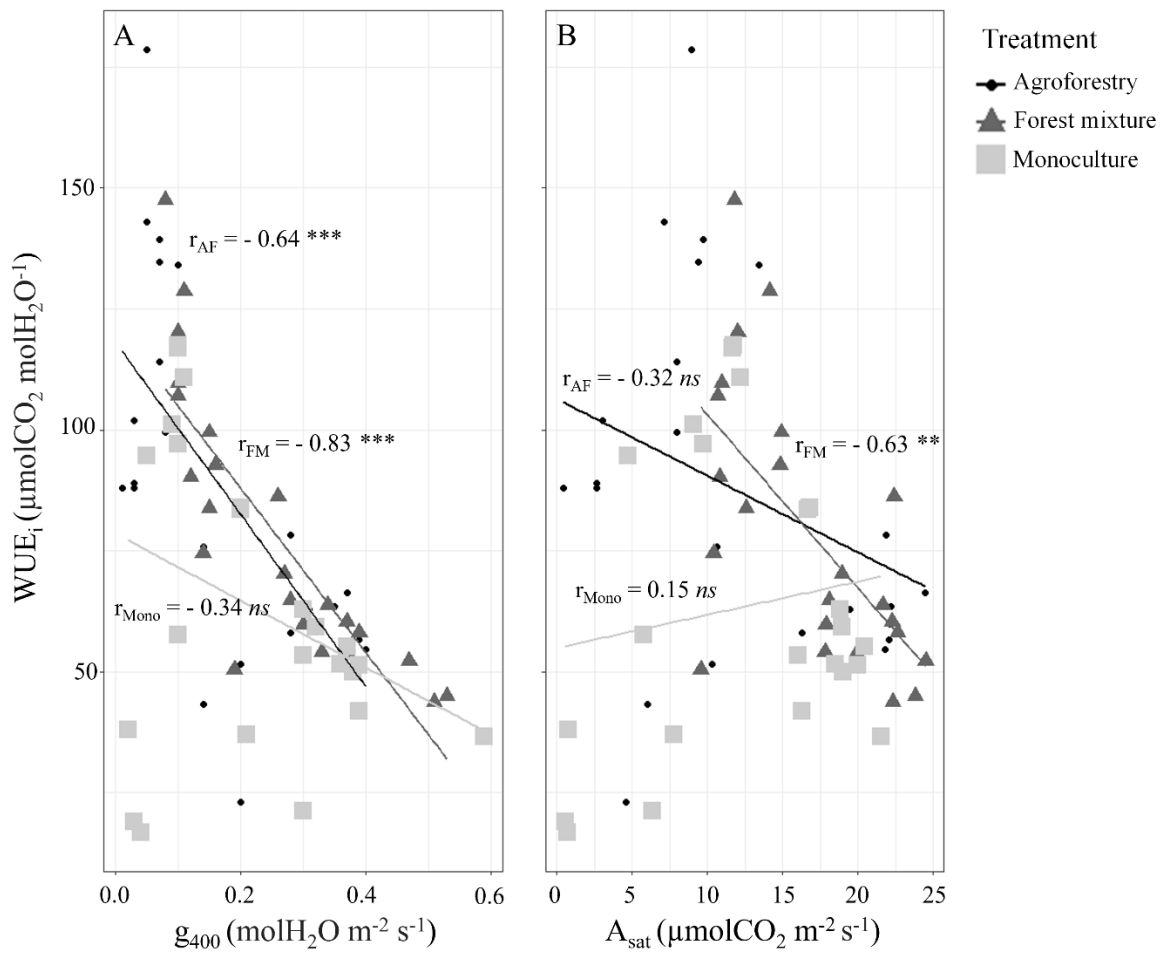 A
B
Treatment
Agroforestry
Forest mixture
Monoculture
WUEi (µmolCO2 molH2O-1)
150
100
50
rAF = - 0.64 ***
rFM = - 0.83 ***
rMono = - 0.34 ns
rAF = - 0.32 ns
rFM = - 0.63 **
rMono = 0.15 ns
0.0 0.2 0.4 0.6
0 5 10 15 20 25
g400 (molH2O m-2 s-1)
Asat (µmolCO2 m-2 s-1)